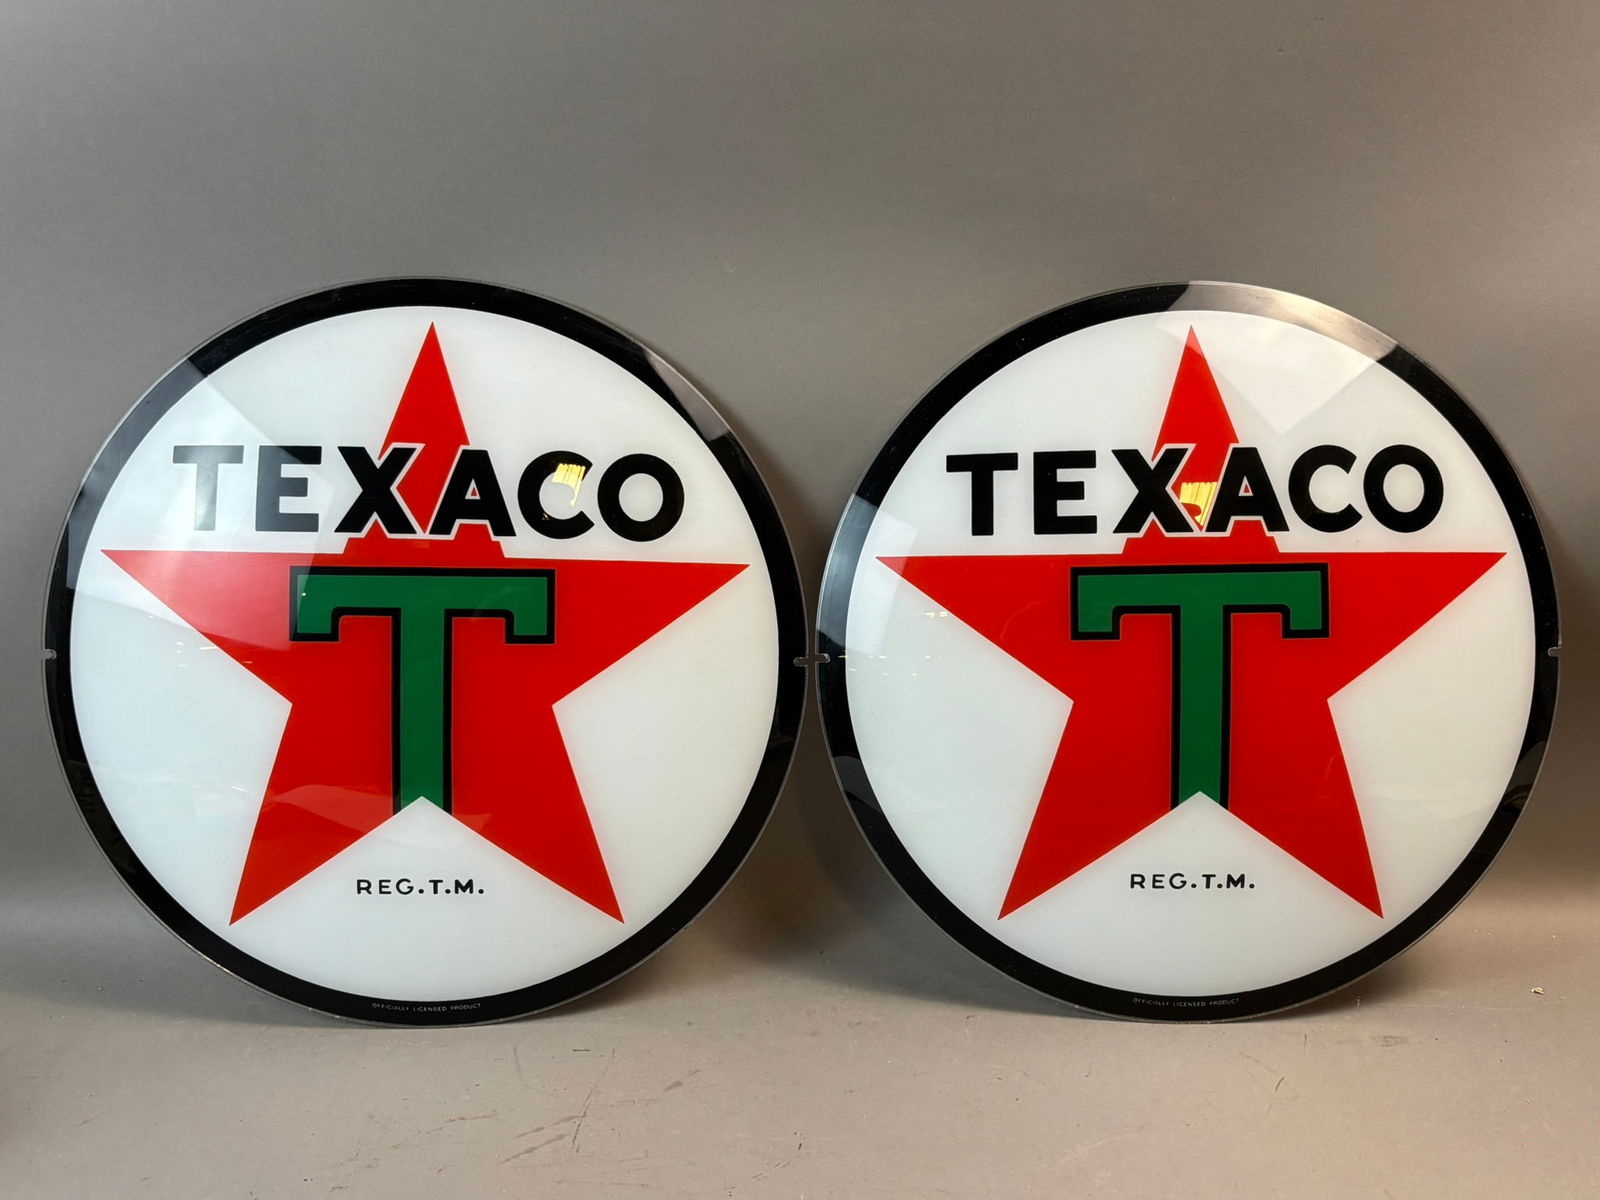 TEXACO
T
REG.T.M.
OFFICIALLY LICENSED PRODUCT
TEXACO
T
REG.T.M.
OFFICIALLY LICENSED PRODUCT